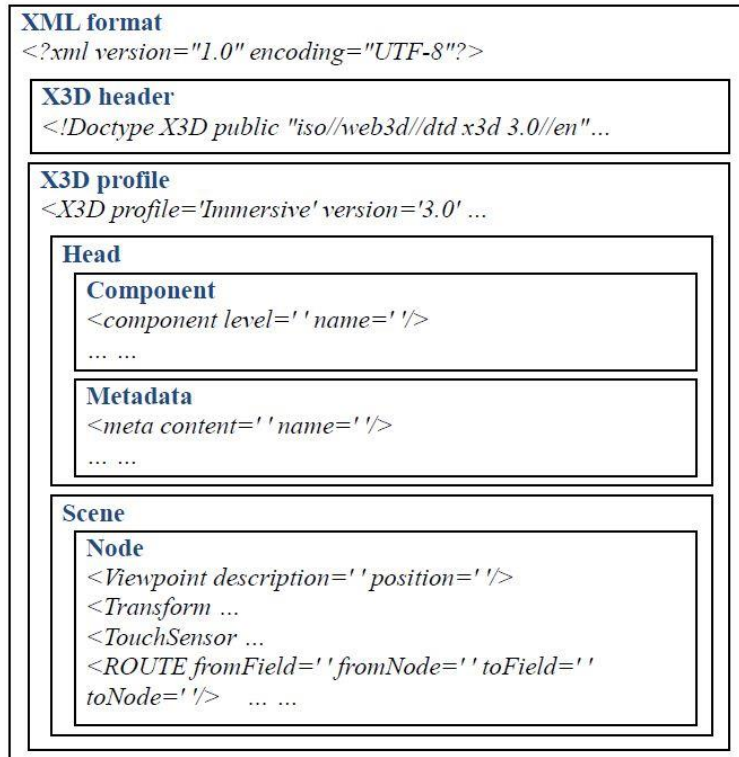 XML format
<?xml version="1.0" encoding="UTF-8"?>
X3D header
<!Doctype X3D public "iso//web3d//dtd x3d 3.0//en"...
X3D profile
<X3D profile='Immersive' version='3.0' ...
Head
Component
<component level=' ' name=' '/>
... ...
Metadata
<meta content=' ' name=' '/>
... ...
Scene
Node
<Viewpoint description=' ' position=' '/>
<Transform ...
<TouchSensor ...
<ROUTE fromField=' ' fromNode=' ' toField=' '
toNode=' '/> ... ...